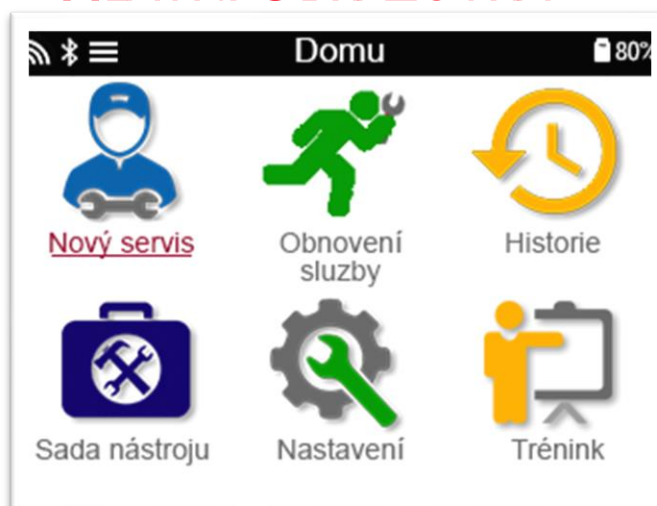 Domu
80%
Nový servis
Obnovení
sluzby
Historie
Sada nástroju
Nastavení
Trénink